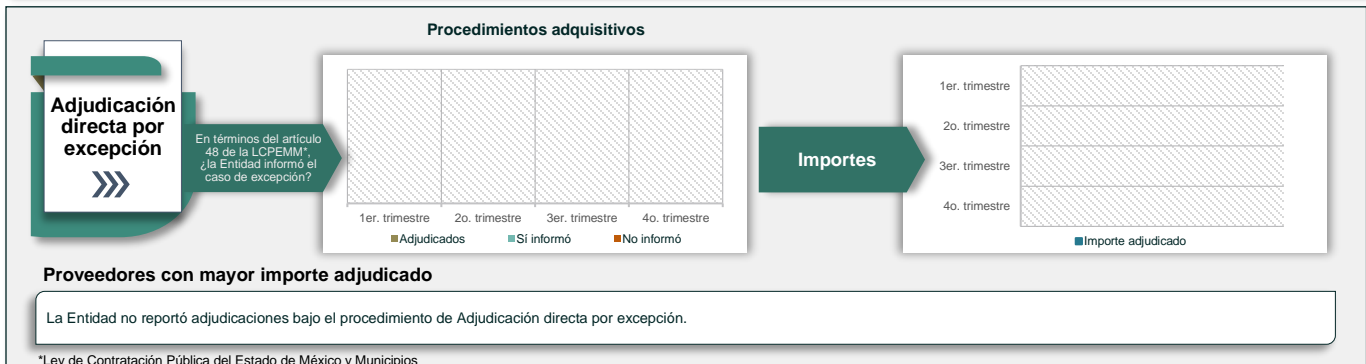 Procedimientos adquisitivos
Adjudicación
directa por
excepción
En términos del artículo
48 de la LCPEMM*,
¿la Entidad informó el
caso de excepción?
1er. trimestre 2o. trimestre 3er. trimestre 4o. trimestre
Adjudicados Sí informó No informó
Importes
1er. trimestre
2o. trimestre
3er. trimestre
4o. trimestre
Importe adjudicado
Proveedores con mayor importe adjudicado
La Entidad no reportó adjudicaciones bajo el procedimiento de Adjudicación directa por excepción.
*Ley de Contratación Pública del Estado de México y Municipios